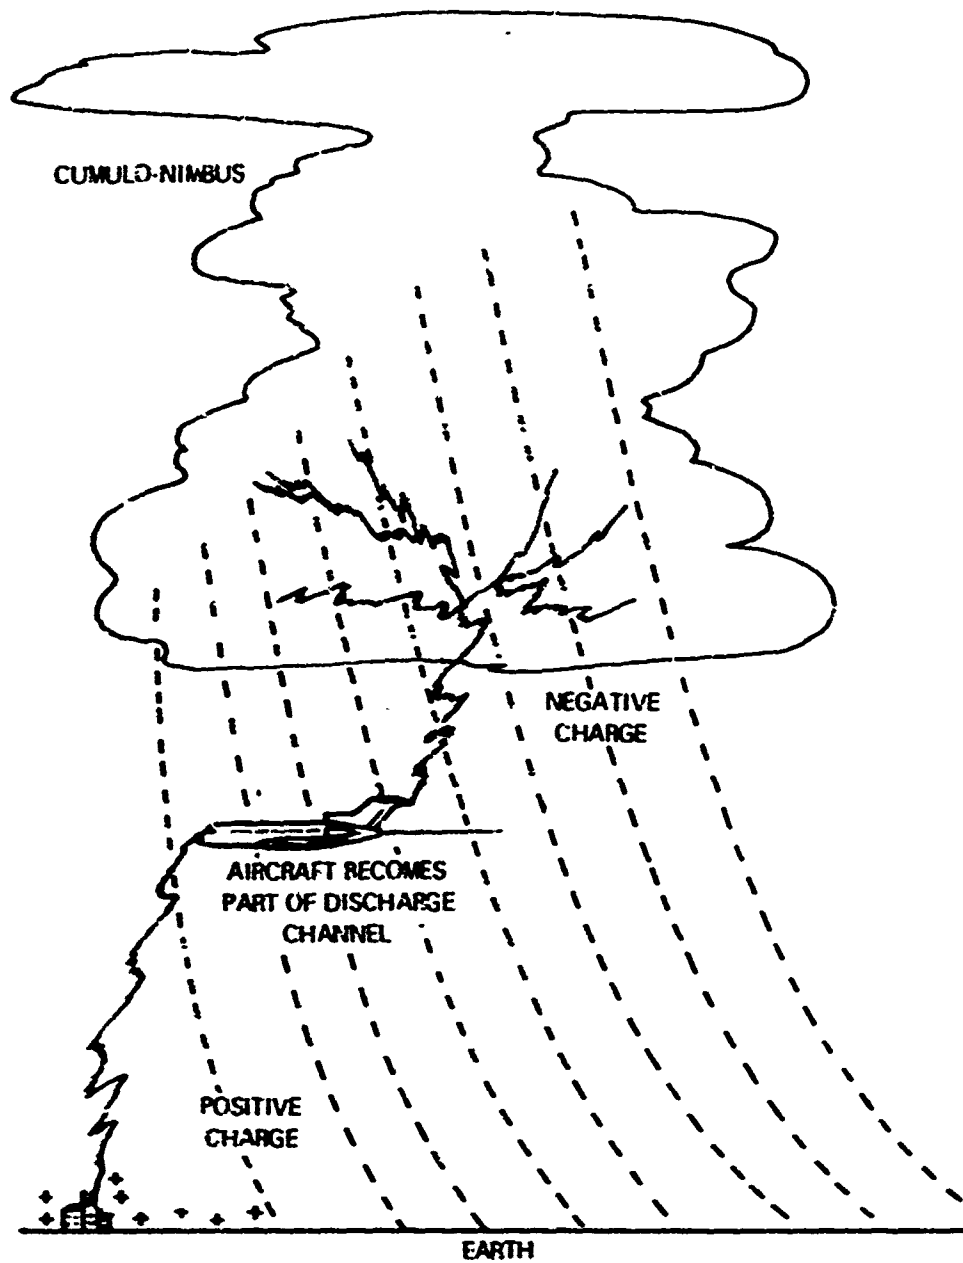 CUMULO-NIMBUS
NEGATIVE
CHARGE
AIRCRAFT BECOMES
PART OF DISCHARGE
CHANNEL
POSITIVE
CHARGE
EARTH